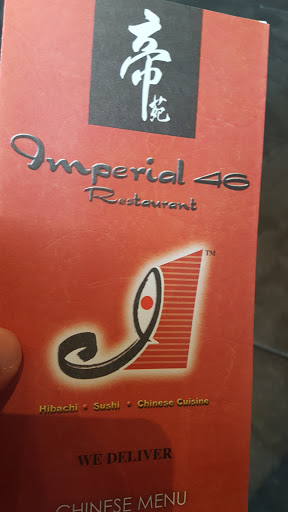 帝
苑
Imperial 46
Restaurant
TM
Hibachi • Sushi • Chinese Cuisine
WE DELIVER
CHINESE MENU